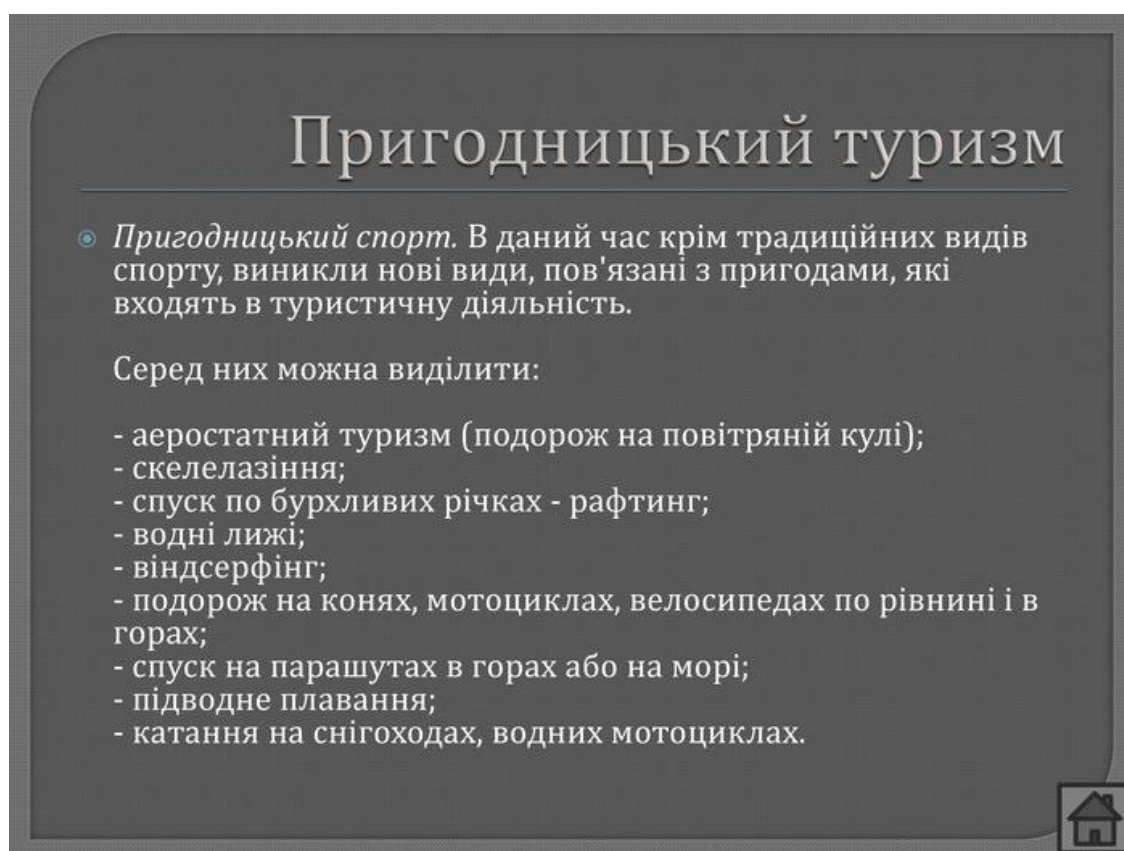 Пригодницький туризм
Пригодницький спорт. В даний час крім традиційних видів
спорту, виникли нові види, пов'язані з пригодами, які
входять в туристичну діяльність.
Серед них можна виділити:
- аеростатний туризм (подорож на повітряній кулі);
- скелелазіння;
- спуск по бурхливих річках - рафтинг;
- водні лижі;
- віндсерфінг;
- подорож на конях, мотоциклах, велосипедах по рівнині і в
горах;
- спуск на парашутах в горах або на морі;
- підводне плавання;
- катання на снігоходах, водних мотоциклах.